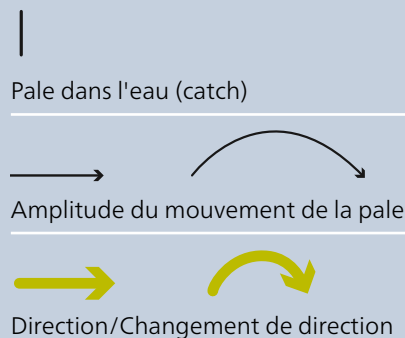 Pale dans l'eau (catch)
Amplitude du mouvement de la pale
Direction/Changement de direction